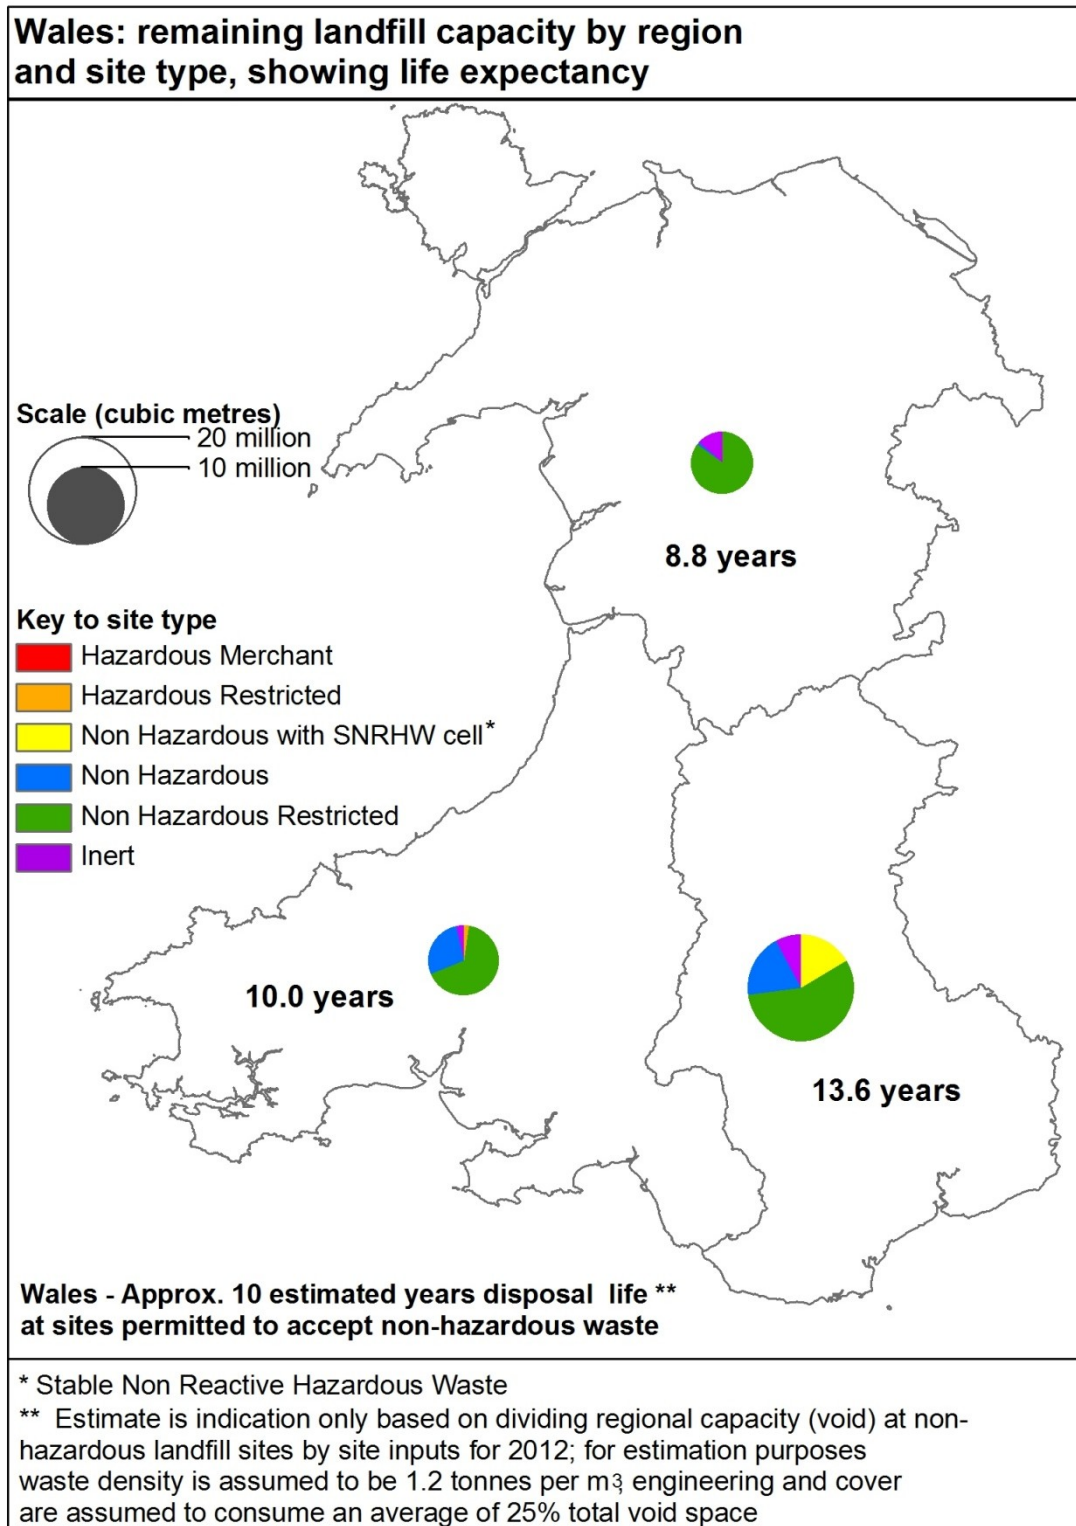 Wales: remaining landfill capacity by region
and site type, showing life expectancy
Scale (cubic metres)
20 million
10 million
8.8 years
Key to site type
Hazardous Merchant
Hazardous Restricted
Non Hazardous with SNRHW cell*
Non Hazardous
Non Hazardous Restricted
Inert
10.0 years
13.6 years
Wales - Approx. 10 estimated years disposal life **
at sites permitted to accept non-hazardous waste
* Stable Non Reactive Hazardous Waste
** Estimate is indication only based on dividing regional capacity (void) at non-
hazardous landfill sites by site inputs for 2012; for estimation purposes
waste density is assumed to be 1.2 tonnes per m3, engineering and cover
are assumed to consume an average of 25% total void space